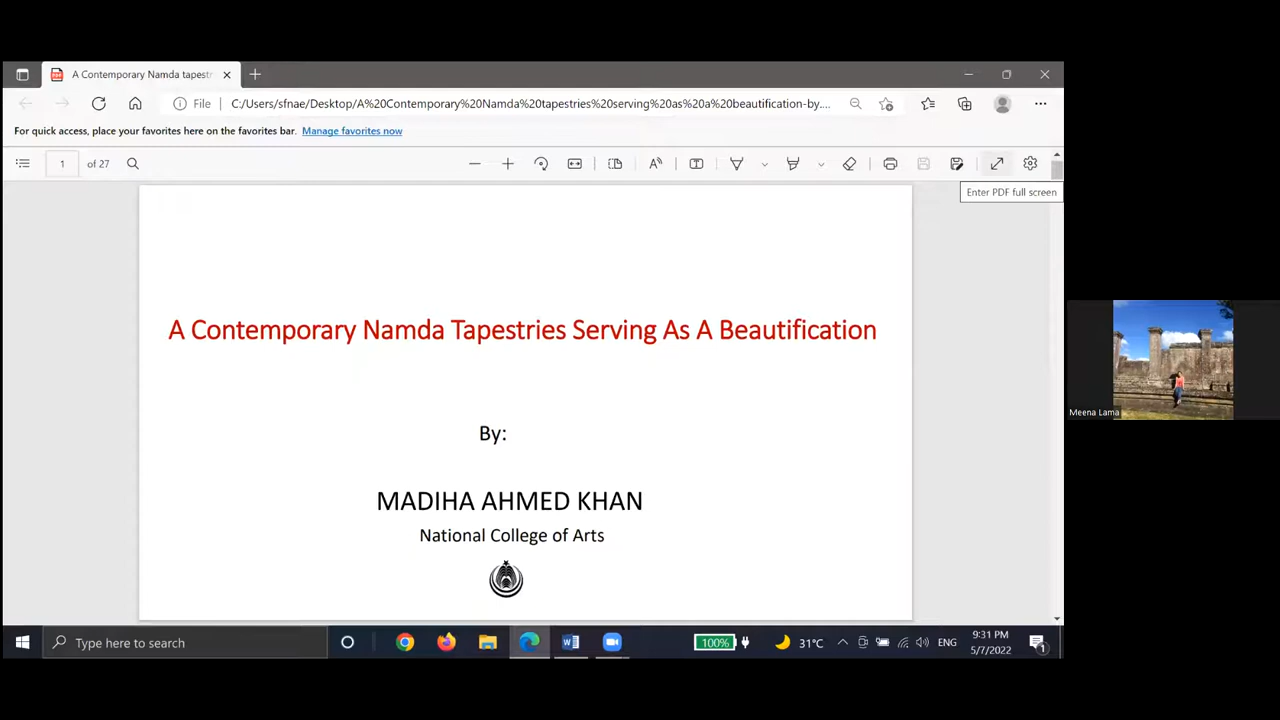 A Contemporary Namda tapestr
File
C:/Users/sfnae/Desktop/A%20Contemporary%20Namda%20tapestries%20serving%20as%20a%20beautification-by....
For quick access, place your favorites here on the favorites bar. Manage favorites now
1 of 27
Enter PDF full screen
A Contemporary Namda Tapestries Serving As A Beautification
By:
MADIHA AHMED KHAN
National College of Arts
Meena Lama
Type here to search
100%
31°C
ENG
9:31 PM
5/7/2022
1